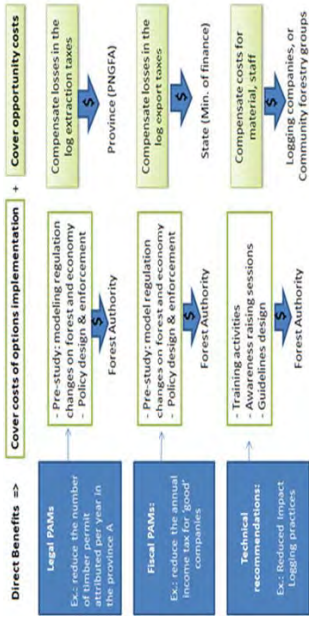 Direct Benefits => Cover costs of options implementation + Cover opportunity costs
Legal PAMs
Ex.: reduce the number
of timber permit
attributed per year in
the province A
- Pre-study: modeling regulation
changes on forest and economy
- Policy design & enforcement
$
Forest Authority
Compensate losses in the
log extraction taxes
$
Province (PNGFA)
Fiscal PAMs:
Ex.: reduce the annual
income tax for 'good'
companies
- Pre-study: model regulation
changes on forest and economy
- Policy design & enforcement
$
Forest Authority
Compensate losses in the
log export taxes
$
State (Min. of finance)
Technical
recommendations:
Ex.: Reduced Impact
Logging practices
- Training activities
- Awareness raising sessions
- Guidelines design
$
Forest Authority
Compensate costs for
material, staff
$
Logging companies, or
Community forestry groups